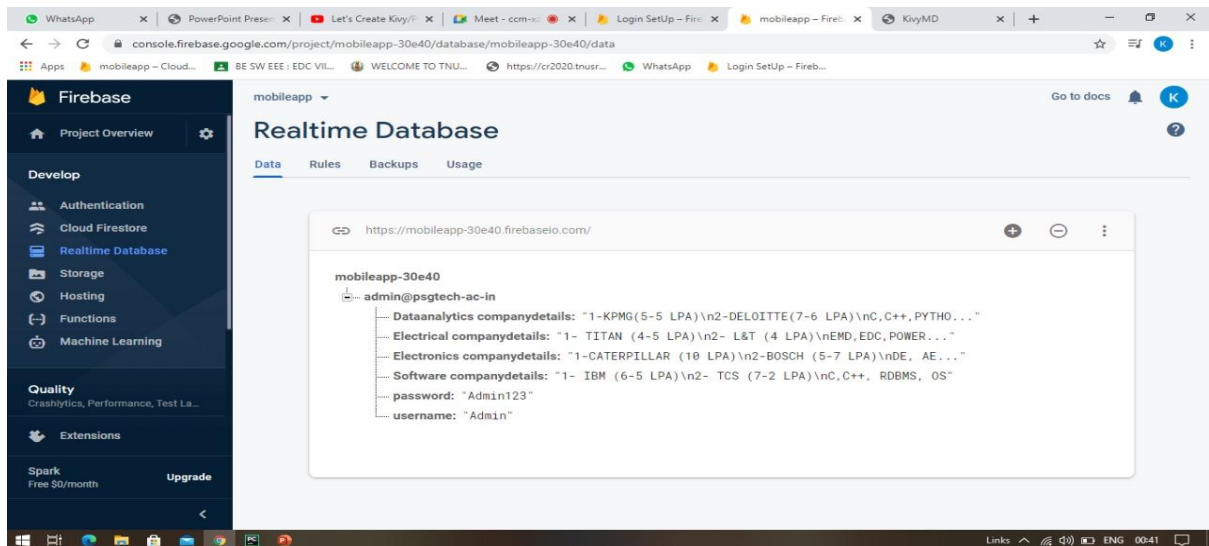 WhatsApp
PowerPoint Presen
Let's Create Kivy/F
Meet - ccm-x
Login SetUp – Fire
mobileapp – Fireb
KivyMD
console.firebase.google.com/project/mobileapp-30e40/database/mobileapp-30e40/data
K
Apps
mobileapp – Cloud...
BE SW EEE : EDC VII...
WELCOME TO TNU...
https://cr2020.tnusr...
WhatsApp
Login SetUp – Fireb...
Firebase
mobileapp
Go to docs
K
Project Overview
Realtime Database
Data Rules Backups Usage
Develop
Authentication
Cloud Firestore
Realtime Database
Storage
Hosting
Functions
Machine Learning
Quality
Crashlytics, Performance, Test La...
Extensions
Spark
Free $0/month
Upgrade
https://mobileapp-30e40.firebaseio.com/
mobileapp-30e40
admin@psgtech-ac-in
Dataanalytics companydetails: "1-KPMG(5-5 LPA)\n2-DELOITTE(7-6 LPA)\nC,C++,PYTHO..."
Electrical companydetails: "1- TITAN (4-5 LPA)\n2- L&T (4 LPA)\nEMD,EDC,POWER..."
Electronics companydetails: "1-CATERPILLAR (10 LPA)\n2-BOSCH (5-7 LPA)\nDE, AE..."
Software companydetails: "1- IBM (6-5 LPA)\n2- TCS (7-2 LPA)\nC,C++, RDBMS, OS"
password: "Admin123"
username: "Admin"
Links
ENG
00:41